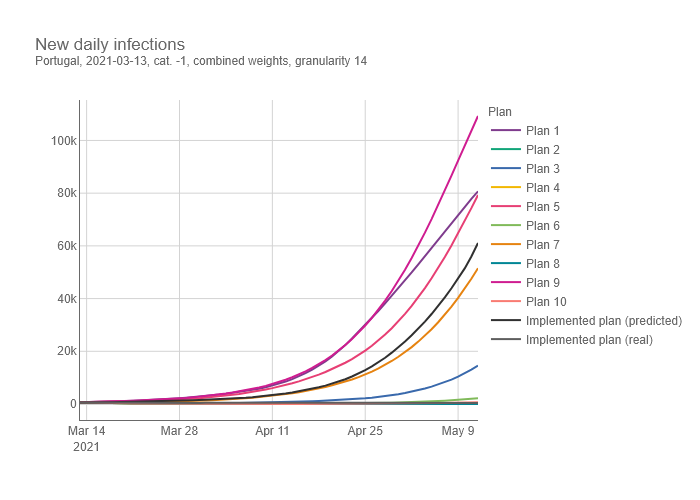 New daily infections
Portugal, 2021-03-13, cat. -1, combined weights, granularity 14
100k
80k
60k
40k
20k
0
Mar 14
2021
Mar 28
Apr 11
Apr 25
May 9
Plan
Plan 1
Plan 2
Plan 3
Plan 4
Plan 5
Plan 6
Plan 7
Plan 8
Plan 9
Plan 10
Implemented plan (predicted)
Implemented plan (real)